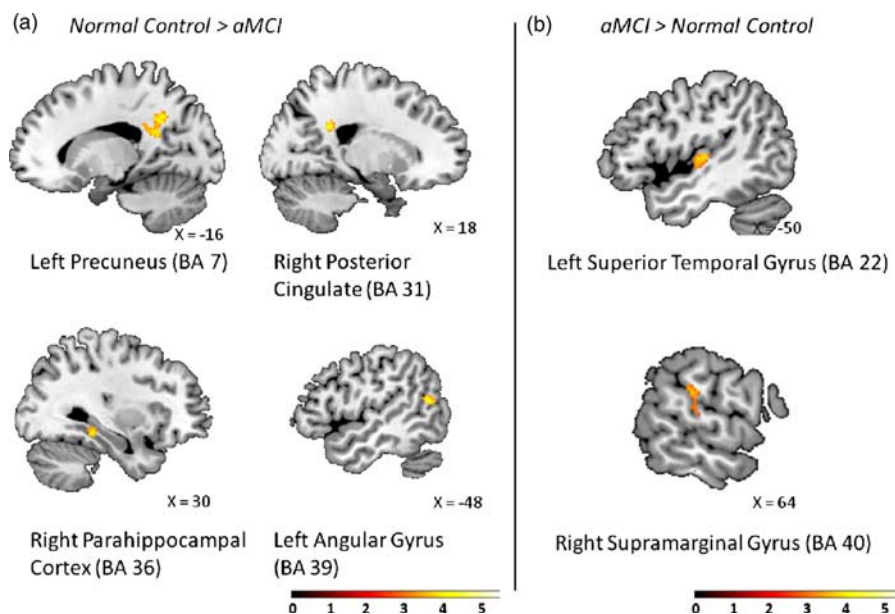 (a) Normal Control > aMCI
X = -16
Left Precuneus (BA 7)
X = 18
Right Posterior
Cingulate (BA 31)
X = 30
Right Parahippocampal
Cortex (BA 36)
X = -48
Left Angular Gyrus
(BA 39)
0 1 2 3 4 5
(b) aMCI > Normal Control
X = -50
Left Superior Temporal Gyrus (BA 22)
X = 64
Right Supramarginal Gyrus (BA 40)
0 1 2 3 4 5